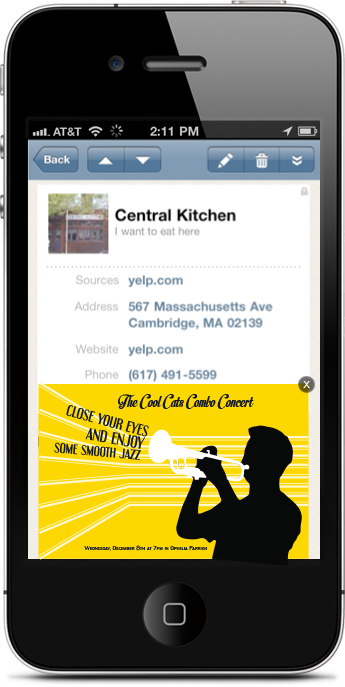 AT&T 2:11 PM
Back
Central Kitchen
I want to eat here
Sources yelp.com
Address 567 Massachusetts Ave
Cambridge, MA 02139
Website yelp.com
Phone (617) 491-5599
X
The Cool Cats Combo Concert
CLOSE YOUR EYES
AND ENJOY
SOME SMOOTH JAZZ
Wednesday, December 8th at 7pm in Ophelia Parrish